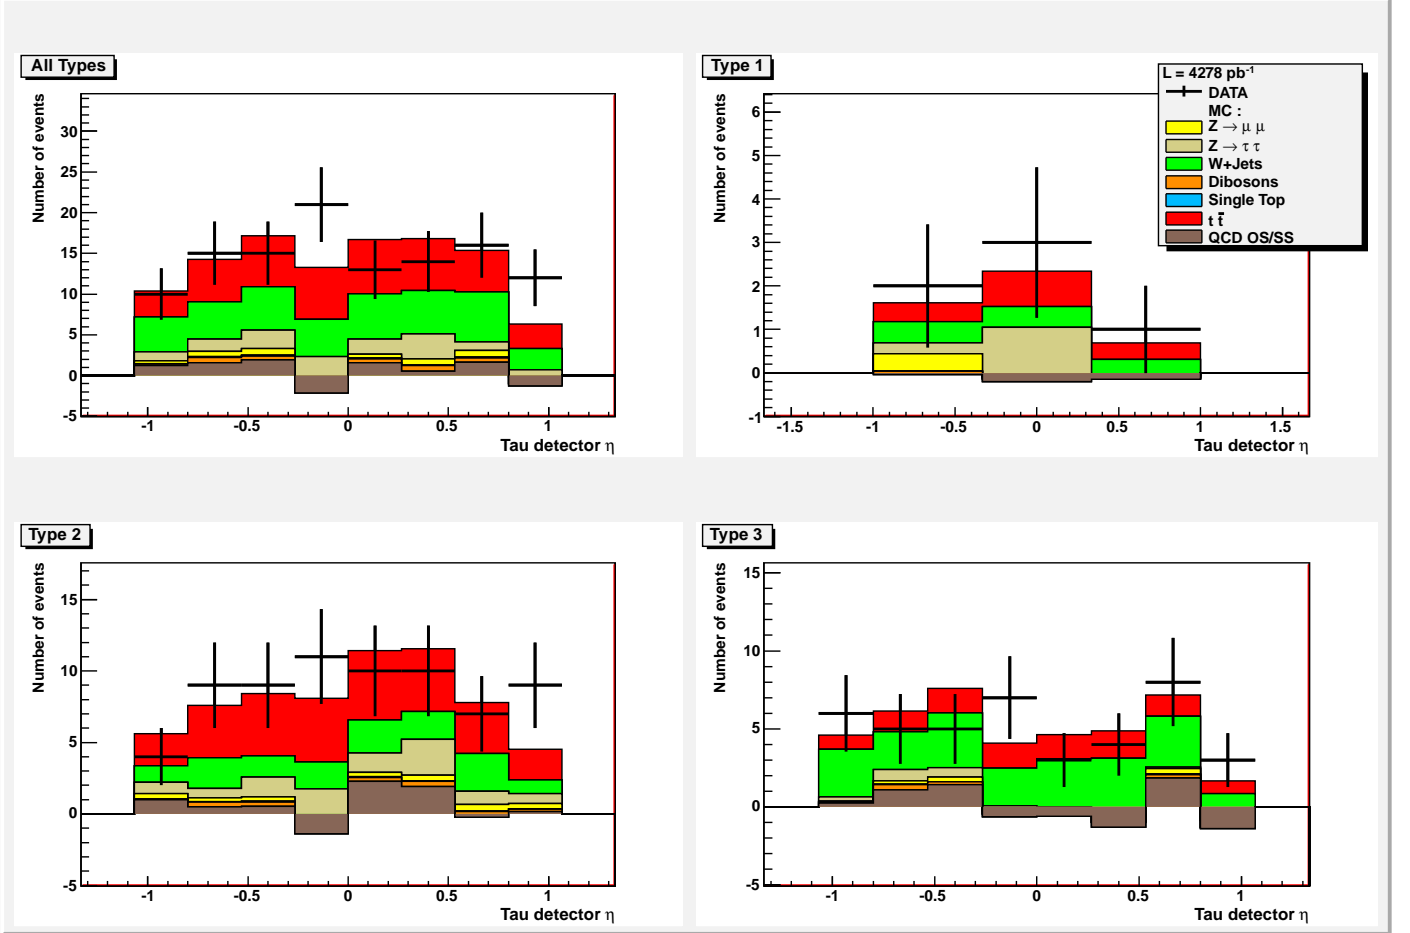 All Types
Number of events
30
25
20
15
10
5
0
-5
-1
-0.5
0
0.5
1
Tau detector η
Type 1
Number of events
6
5
4
3
2
1
0
-1
-1.5
-1
-0.5
0
0.5
1
1.5
Tau detector η
L = 4278 pb-1
DATA
MC :
Z → μ μ
Z → τ τ
W+Jets
Dibosons
Single Top
t t̄
QCD OS/SS
Type 2
Number of events
15
10
5
0
-5
-1
-0.5
0
0.5
1
Tau detector η
Type 3
Number of events
15
10
5
0
-5
-1
-0.5
0
0.5
1
Tau detector η